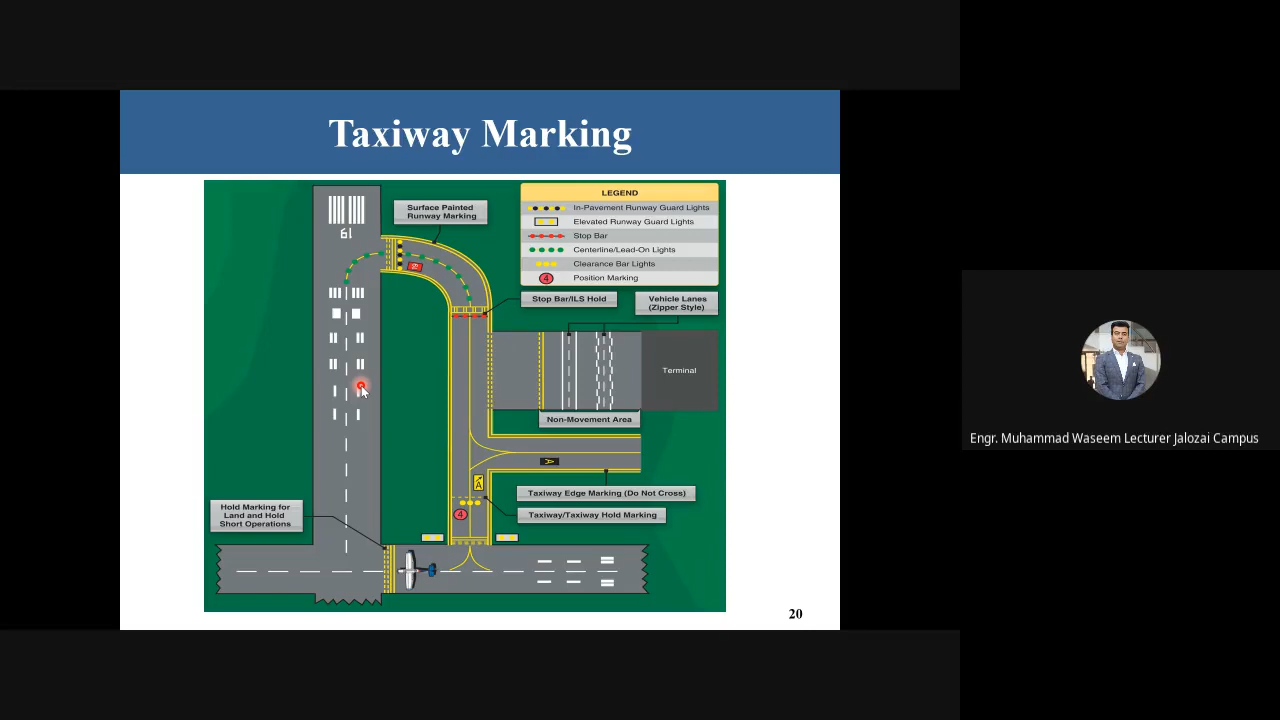 Taxiway Marking
LEGEND
In-Pavement Runway Guard Lights
Elevated Runway Guard Lights
Stop Bar
Centerline/Lead-On Lights
Clearance Bar Lights
4
Position Marking
Surface Painted
Runway Marking
19
Stop Bar/ILS Hold
Vehicle Lanes
(Zipper Style)
Terminal
Non-Movement Area
A
A
Taxiway Edge Marking (Do Not Cross)
Taxiway/Taxiway Hold Marking
4
Hold Marking for
Land and Hold
Short Operations
20
Engr. Muhammad Waseem Lecturer Jalozai Campus